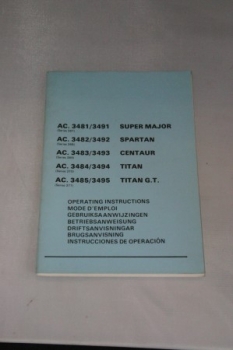 AC. 3481/3491 SUPER MAJOR
AC. 3482/3492 SPARTAN
AC. 3483/3493 CENTAUR
AC. 3484/3494 TITAN
AC. 3485/3495 TITAN G.T.
OPERATING INSTRUCTIONS
MODE D'EMPLOI
GEBRUIKSAANWIJZINGEN
BETRIEBSANWEISUNG
DRIFTSANVISNINGAR
BRUGSANVISNING
INSTRUCCIONES DE OPERACIÓN